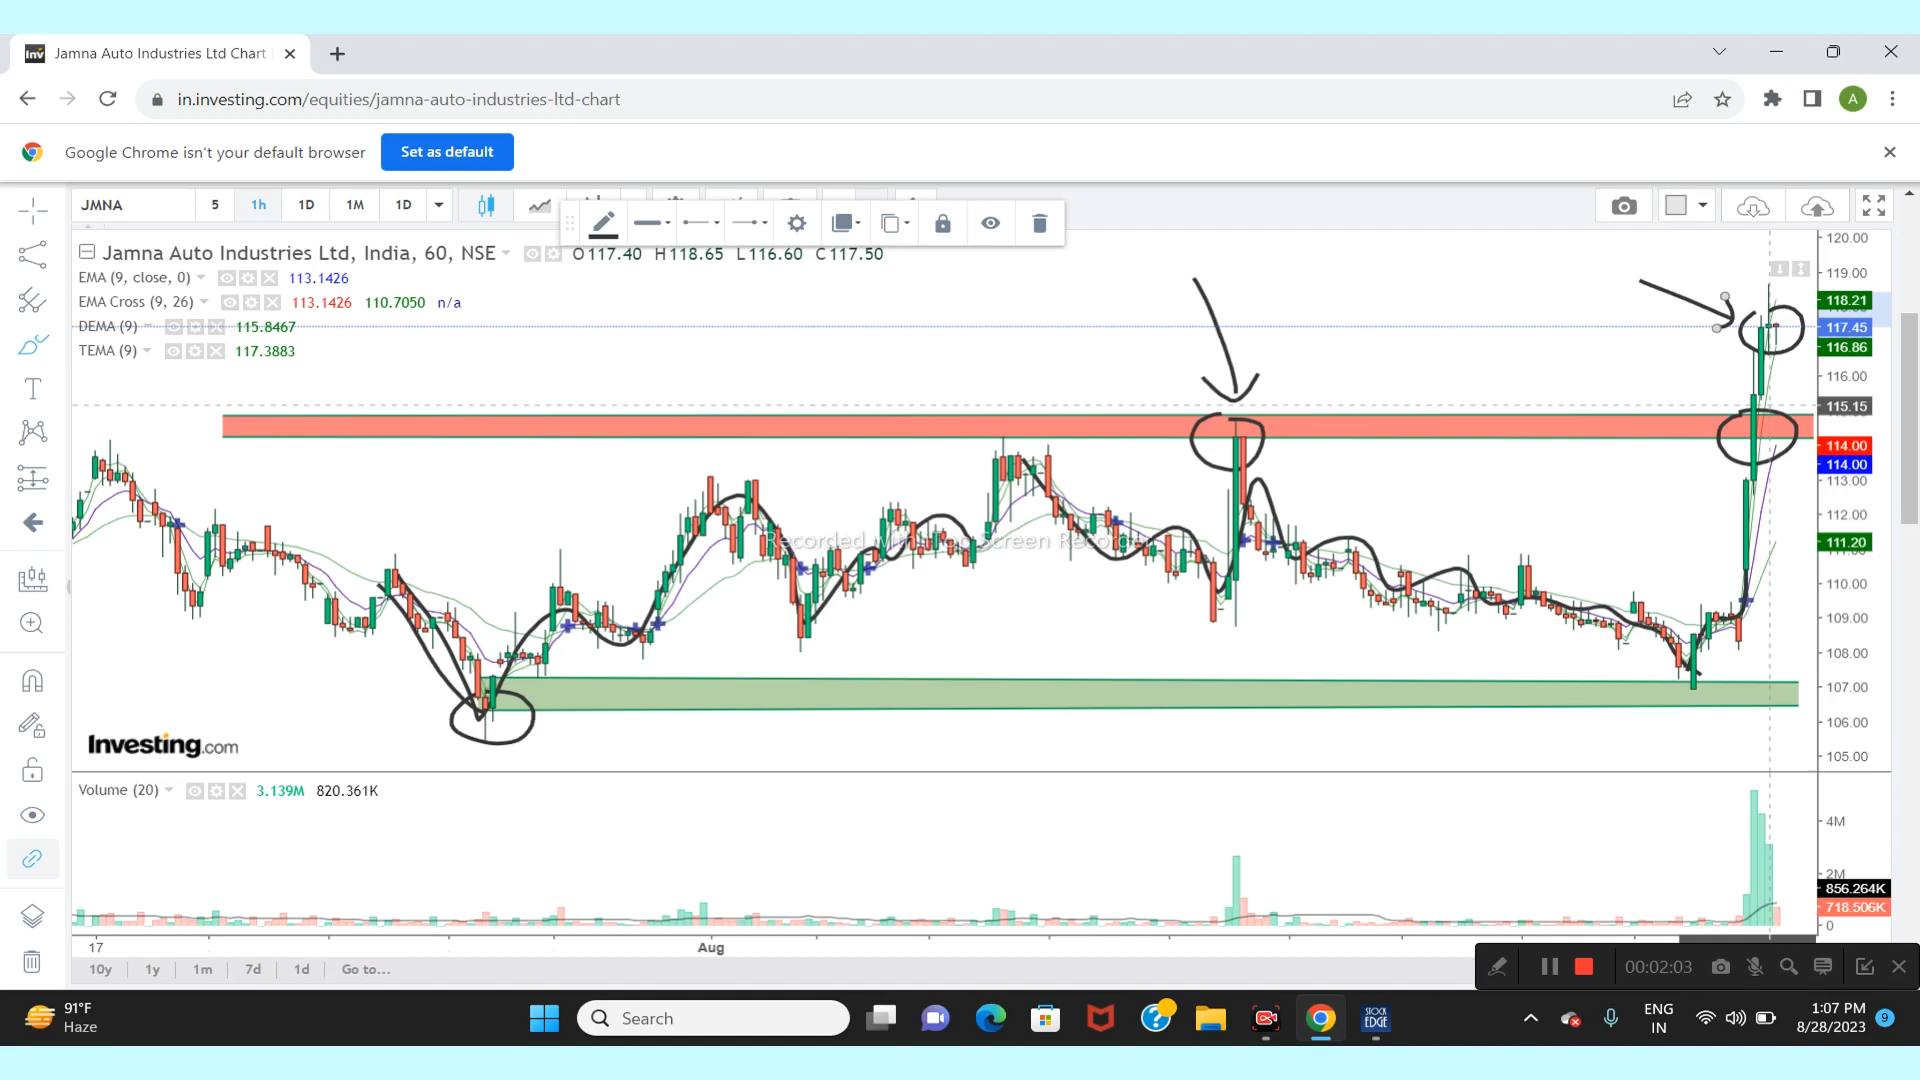 Jamna Auto Industries Ltd Chart
in.investing.com/equities/jamna-auto-industries-ltd-chart
A
Google Chrome isn't your default browser
Set as default
JMNA 5 1h 1D 1M 1D
Jamna Auto Industries Ltd, India, 60, NSE O117.40 H118.65 L116.60 C117.50
EMA (9, close, 0) 113.1426
EMA Cross (9, 26) 113.1426 110.7050 n/a
DEMA (9) 115.8467
TEMA (9) 117.3883
120.00
119.00
118.21
117.45
116.86
116.00
115.15
114.00
114.00
113.00
112.00
111.20
110.00
109.00
108.00
107.00
106.00
105.00
Investing.com
Volume (20) 3.139M 820.361K
4M
2M
856.264K
718.506K
0
17 Aug
10y 1y 1m 7d 1d Go to...
00:02:03
91°F
Haze
Search
STOCK
EDGE
ENG
IN
1:07 PM
8/28/2023
9